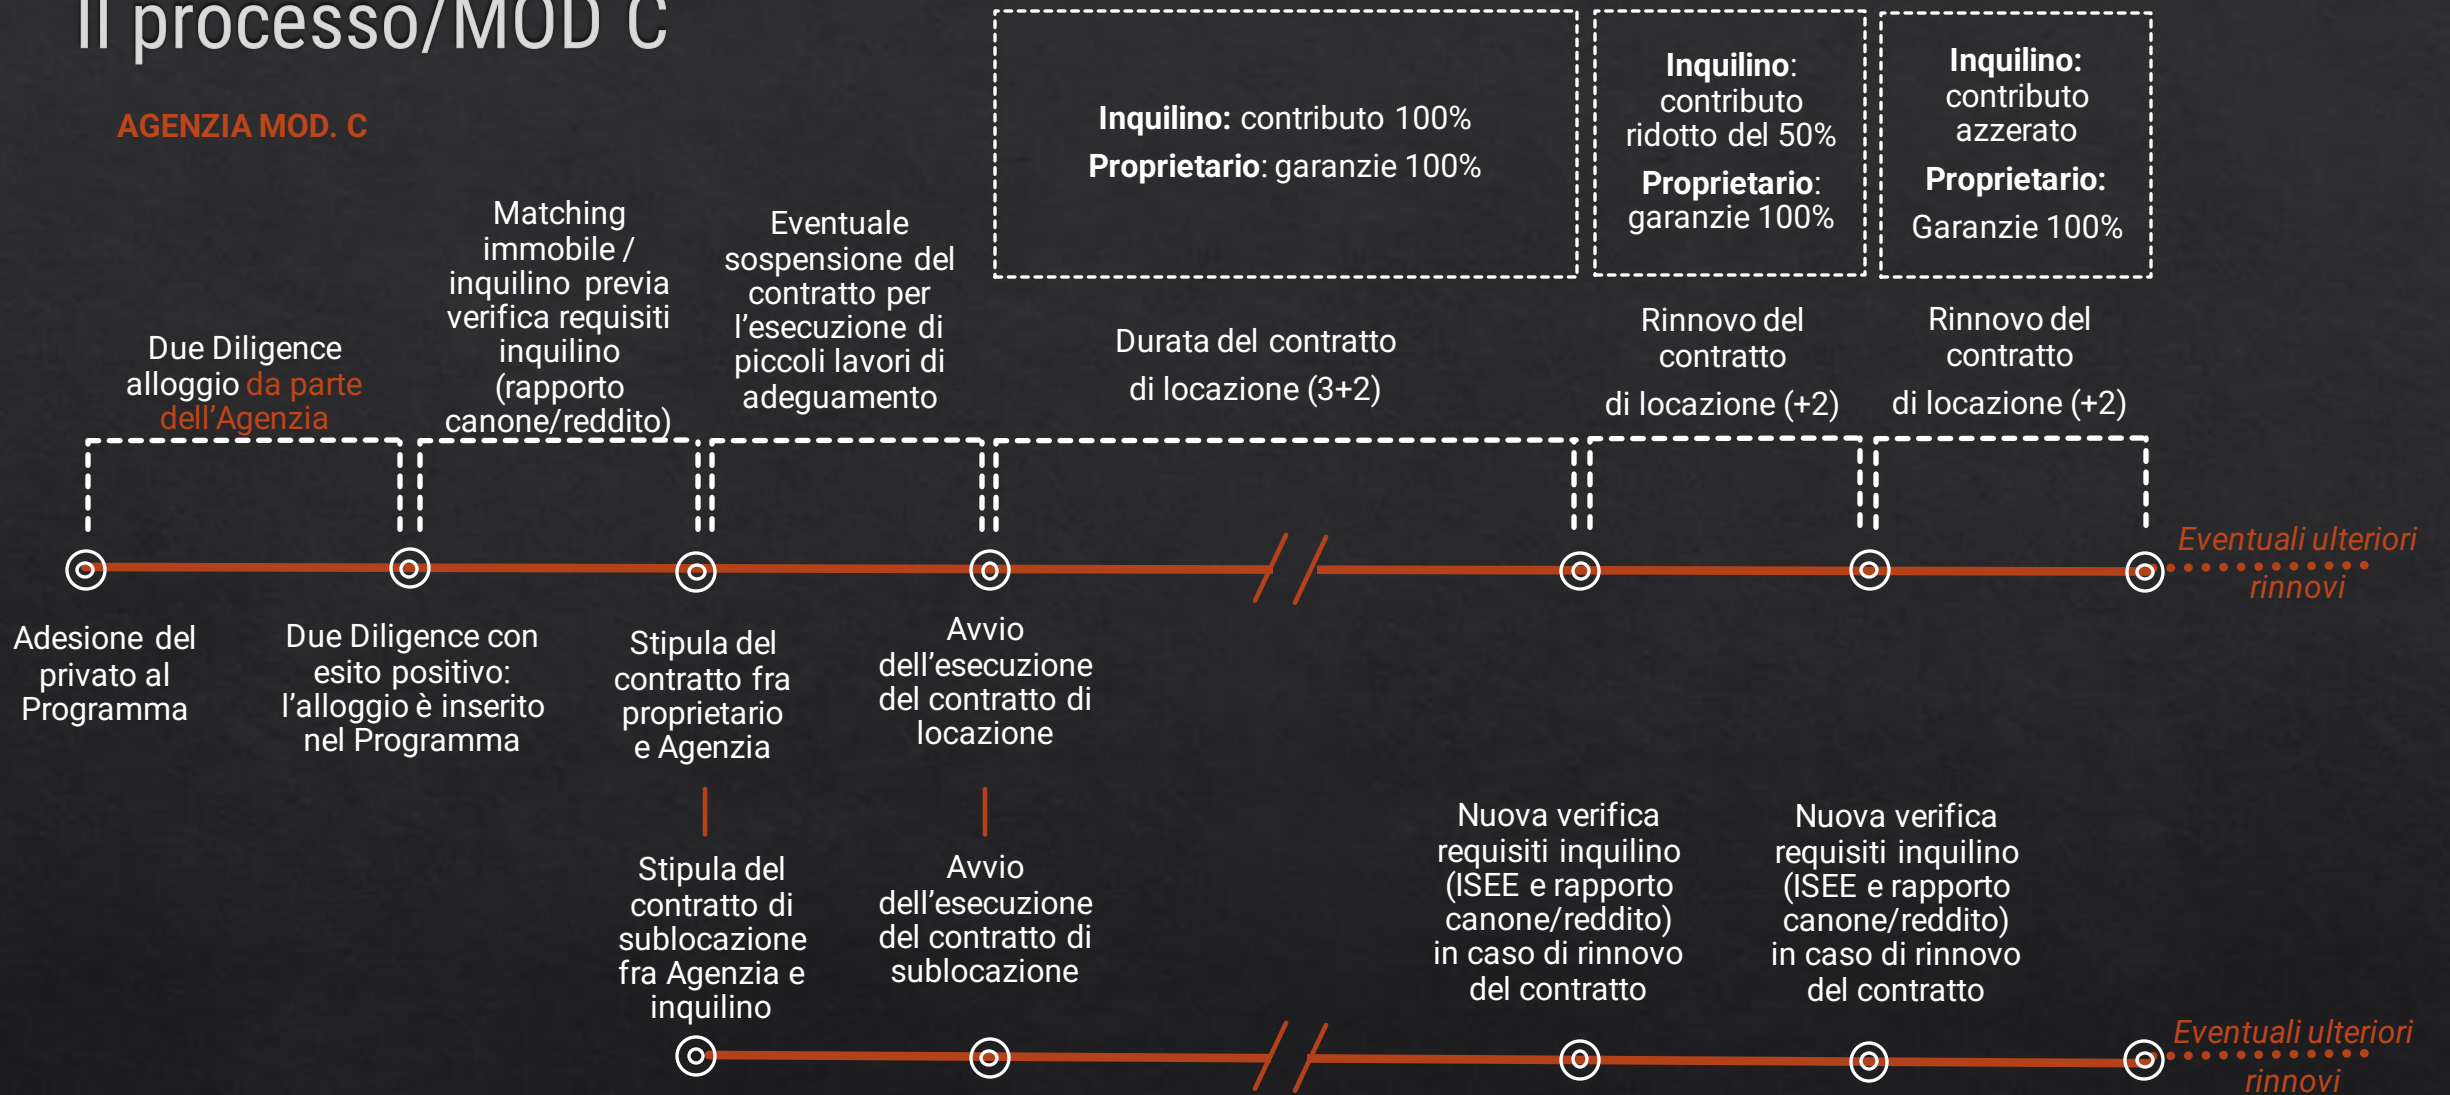 Il processo/MOD C
AGENZIA MOD. C
Inquilino: contributo 100%
Proprietario: garanzie 100%
Inquilino:
contributo
ridotto del 50%
Proprietario:
garanzie 100%
Inquilino:
contributo
azzerato
Proprietario:
Garanzie 100%
Due Diligence
alloggio da parte
dell’Agenzia
Matching
immobile /
inquilino previa
verifica requisiti
inquilino
(rapporto
canone/reddito)
Eventuale
sospensione del
contratto per
l’esecuzione di
piccoli lavori di
adeguamento
Durata del contratto
di locazione (3+2)
Rinnovo del
contratto
di locazione (+2)
Rinnovo del
contratto
di locazione (+2)
Eventuali ulteriori
rinnovi
Adesione del
privato al
Programma
Due Diligence con
esito positivo:
l’alloggio è inserito
nel Programma
Stipula del
contratto fra
proprietario
e Agenzia
Avvio
dell’esecuzione
del contratto di
locazione
Stipula del
contratto di
sublocazione
fra Agenzia e
inquilino
Avvio
dell’esecuzione
del contratto di
sublocazione
Nuova verifica
requisiti inquilino
(ISEE e rapporto
canone/reddito)
in caso di rinnovo
del contratto
Nuova verifica
requisiti inquilino
(ISEE e rapporto
canone/reddito)
in caso di rinnovo
del contratto
Eventuali ulteriori
rinnovi